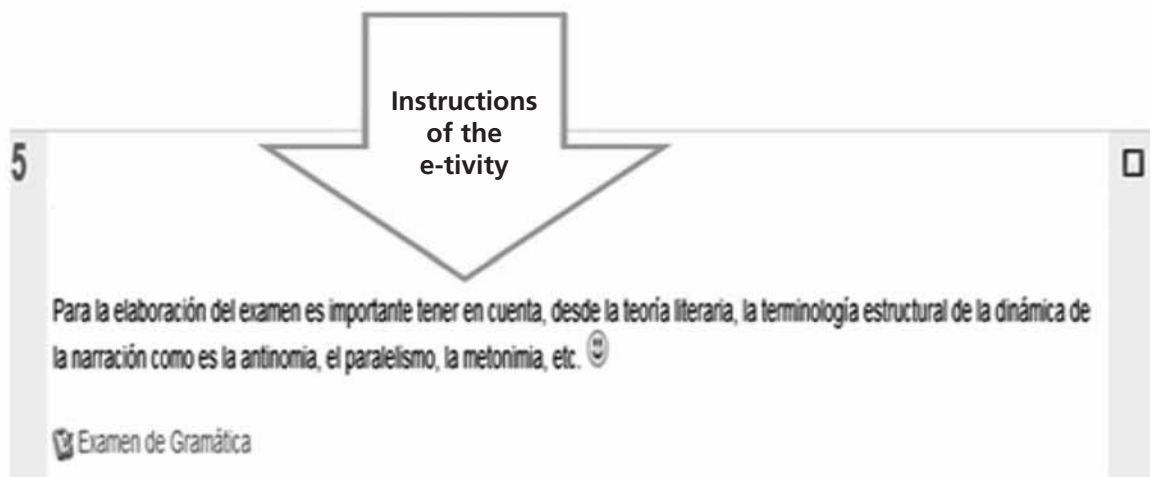 Instructions
of the
e-tivity
5
Para la elaboración del examen es importante tener en cuenta, desde la teoría literaria, la terminología estructural de la dinámica de
la narración como es la antinomia, el paralelismo, la metonimia, etc.
Examen de Gramática